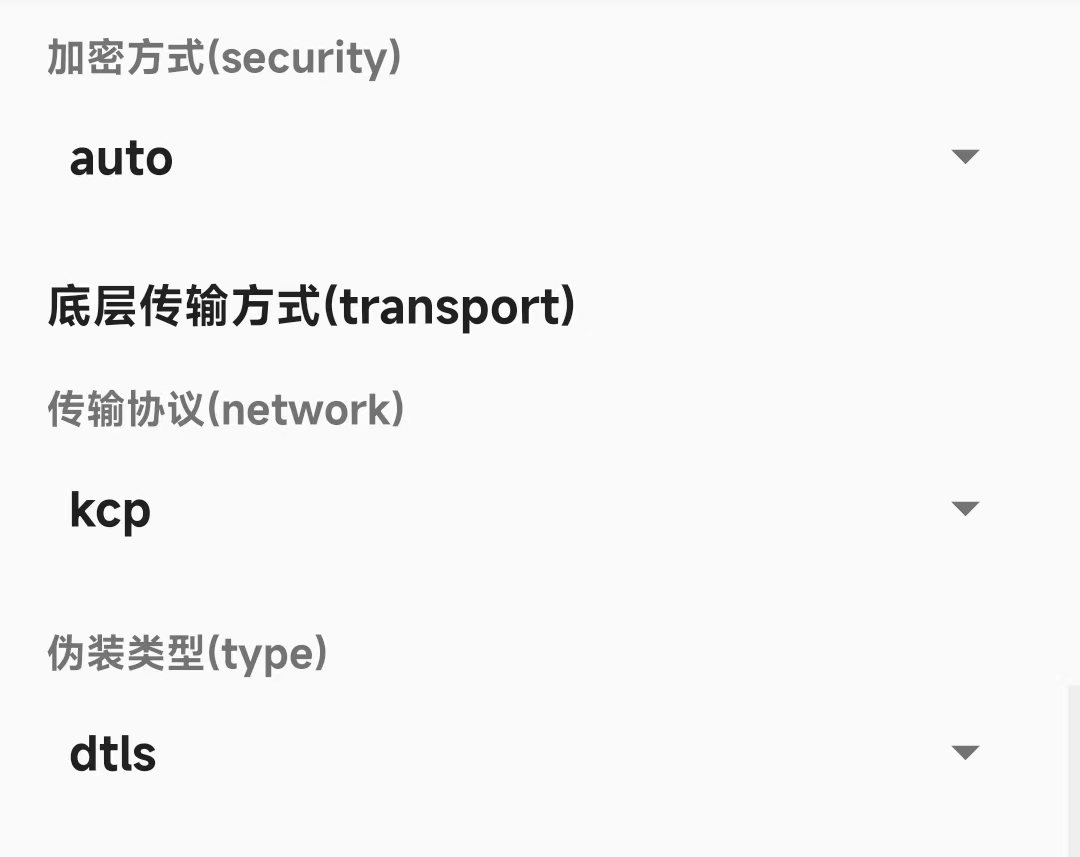 加密方式(security)
auto
底层传输方式(transport)
传输协议(network)
kcp
伪装类型(type)
dtls